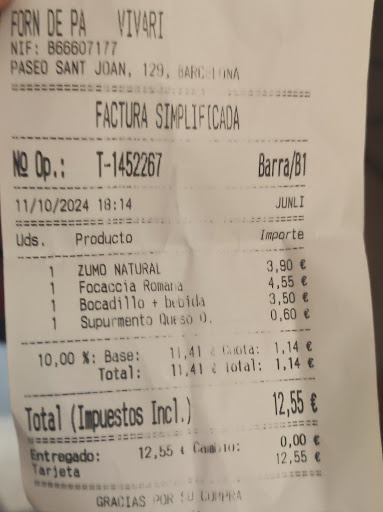 FORN DE PA VIVARI
NIF: B66607177
PASEO SANT JOAN, 129, BARCELONA
FACTURA SIMPLIFICADA
Nº Op.: T-1452267 Barra/B1
11/10/2024 18:14 JUNLI
Uds. Producto Importe
1 ZUMO NATURAL 3,90 €
1 Focaccia Romana 4,55 €
1 Bocadillo + bebida 3,50 €
1 Supurmento Queso O. 0,60 €
10,00 %: Base: 11,41 € Cuota: 1,14 €
Total: 11,41 € Total: 1,14 €
Total (Impuestos Incl.) 12,55 €
Entregado: 12,55 € Cambio: 0,00 €
Tarjeta 12,55 €
GRACIAS POR SU COMPRA